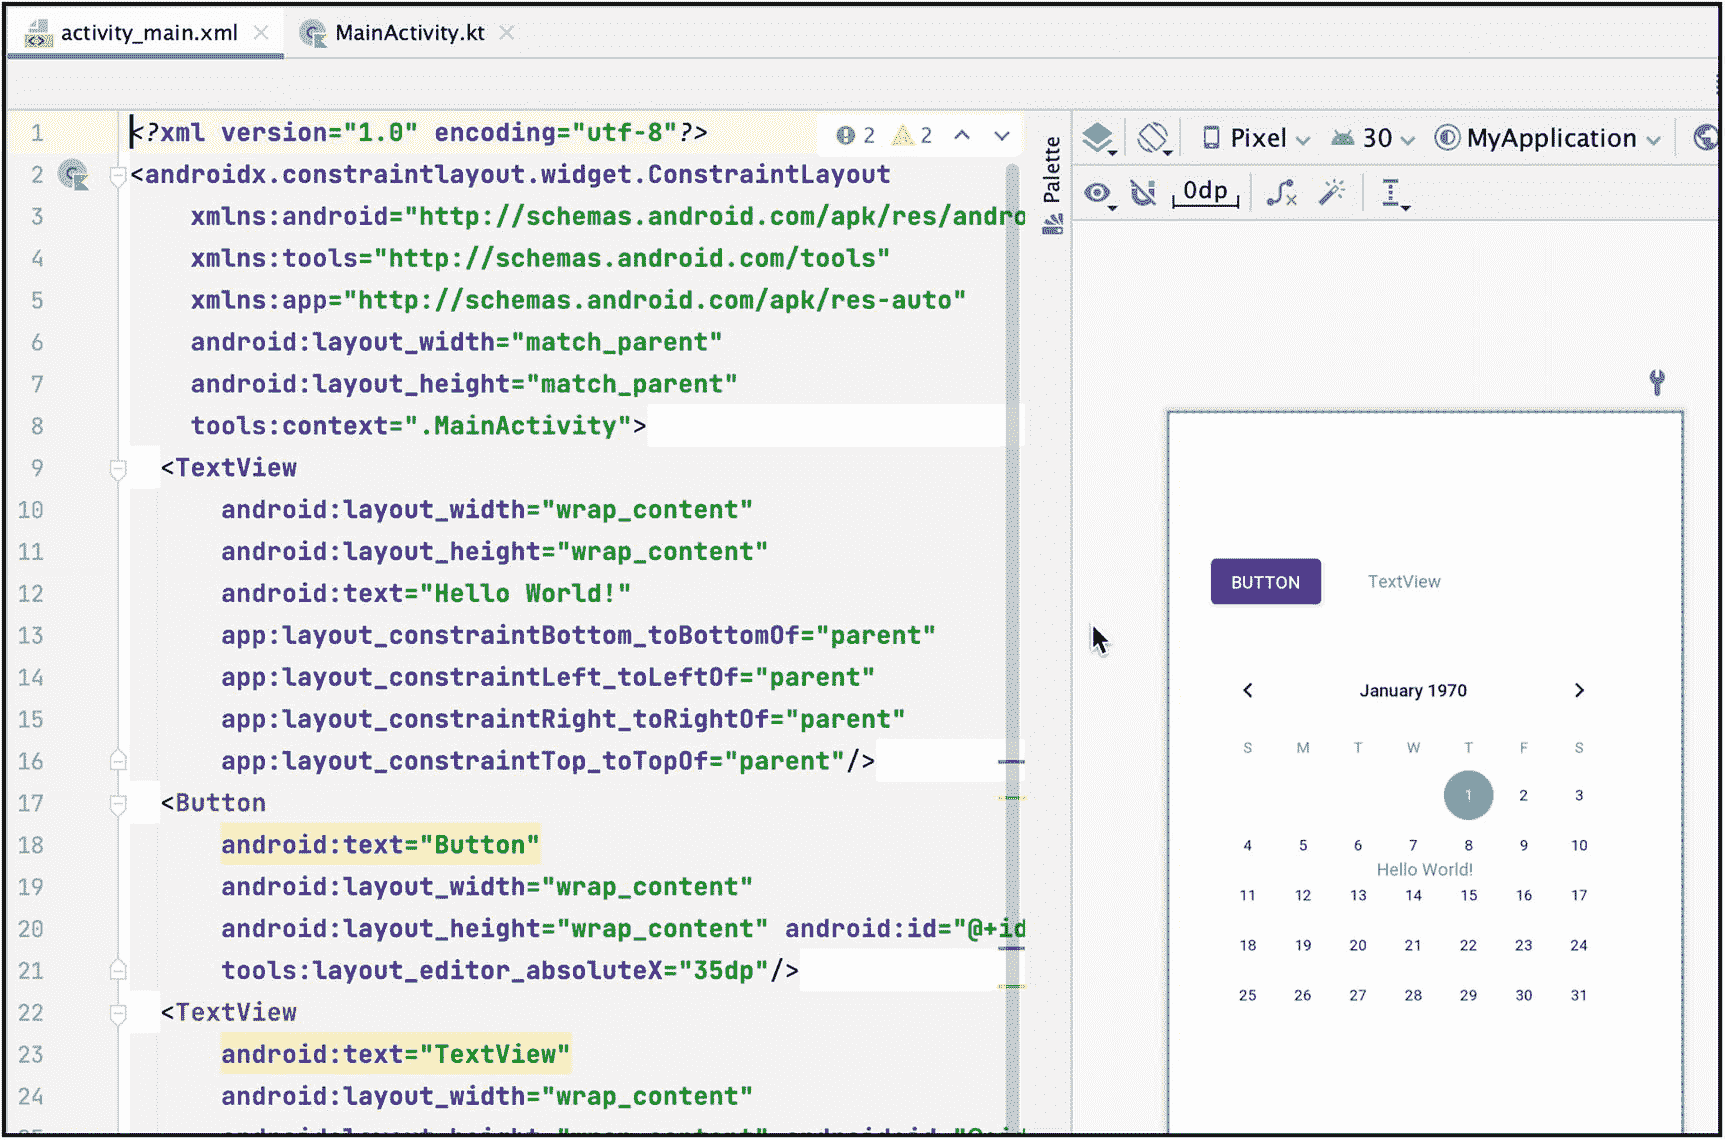 activity_main.xml
MainActivity.kt
1 <?xml version="1.0" encoding="utf-8"?>
2 2
2 <androidx.constraintlayout.widget.ConstraintLayout
3 xmlns:android="http://schemas.android.com/apk/res/andro
4 xmlns:tools="http://schemas.android.com/tools"
5 xmlns:app="http://schemas.android.com/apk/res-auto"
6 android:layout_width="match_parent"
7 android:layout_height="match_parent"
8 tools:context=".MainActivity">
9 <TextView
10 android:layout_width="wrap_content"
11 android:layout_height="wrap_content"
12 android:text="Hello World!"
13 app:layout_constraintBottom_toBottomOf="parent"
14 app:layout_constraintLeft_toLeftOf="parent"
15 app:layout_constraintRight_toRightOf="parent"
16 app:layout_constraintTop_toTopOf="parent"/>
17 <Button
18 android:text="Button"
19 android:layout_width="wrap_content"
20 android:layout_height="wrap_content" android:id="@+id
21 tools:layout_editor_absoluteX="35dp"/>
22 <TextView
23 android:text="TextView"
24 android:layout_width="wrap_content"
Palette
Pixel 30 MyApplication
0dp
BUTTON TextView
January 1970
S M T W T F S
1 2 3
4 5 6 7 8 9 10
Hello World!
11 12 13 14 15 16 17
18 19 20 21 22 23 24
25 26 27 28 29 30 31